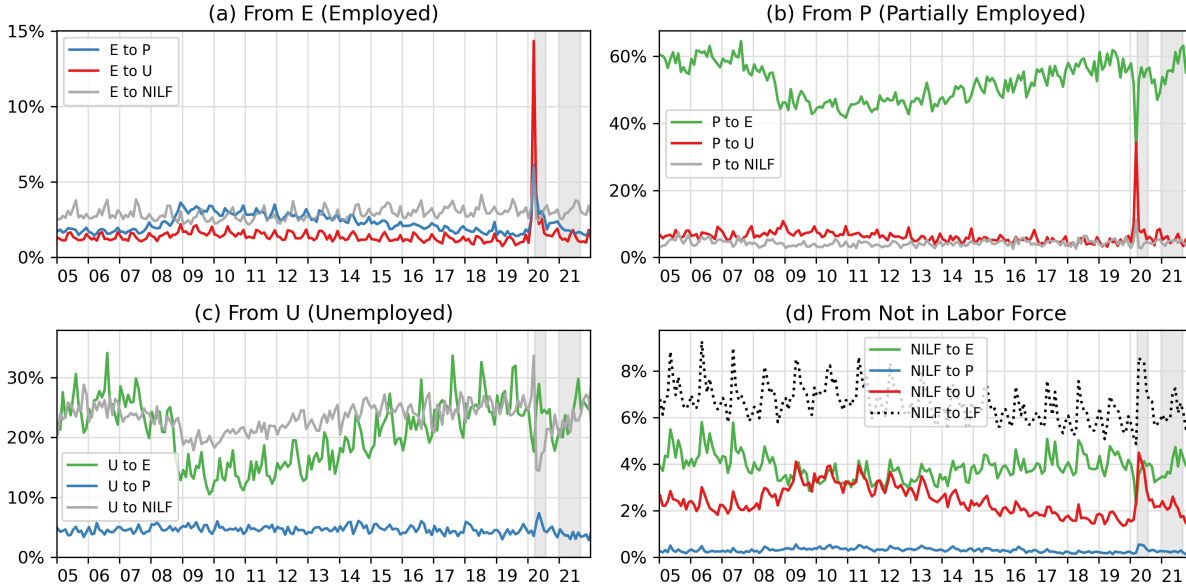 (a) From E (Employed)
15%
10%
5%
0%
E to P
E to U
E to NILF
05 06 07 08 09 10 11 12 13 14 15 16 17 18 19 20 21
(b) From P (Partially Employed)
60%
40%
20%
0%
P to E
P to U
P to NILF
05 06 07 08 09 10 11 12 13 14 15 16 17 18 19 20 21
(c) From U (Unemployed)
30%
20%
10%
0%
U to E
U to P
U to NILF
05 06 07 08 09 10 11 12 13 14 15 16 17 18 19 20 21
(d) From Not in Labor Force
8%
6%
4%
2%
0%
NILF to E
NILF to P
NILF to U
NILF to LF
05 06 07 08 09 10 11 12 13 14 15 16 17 18 19 20 21